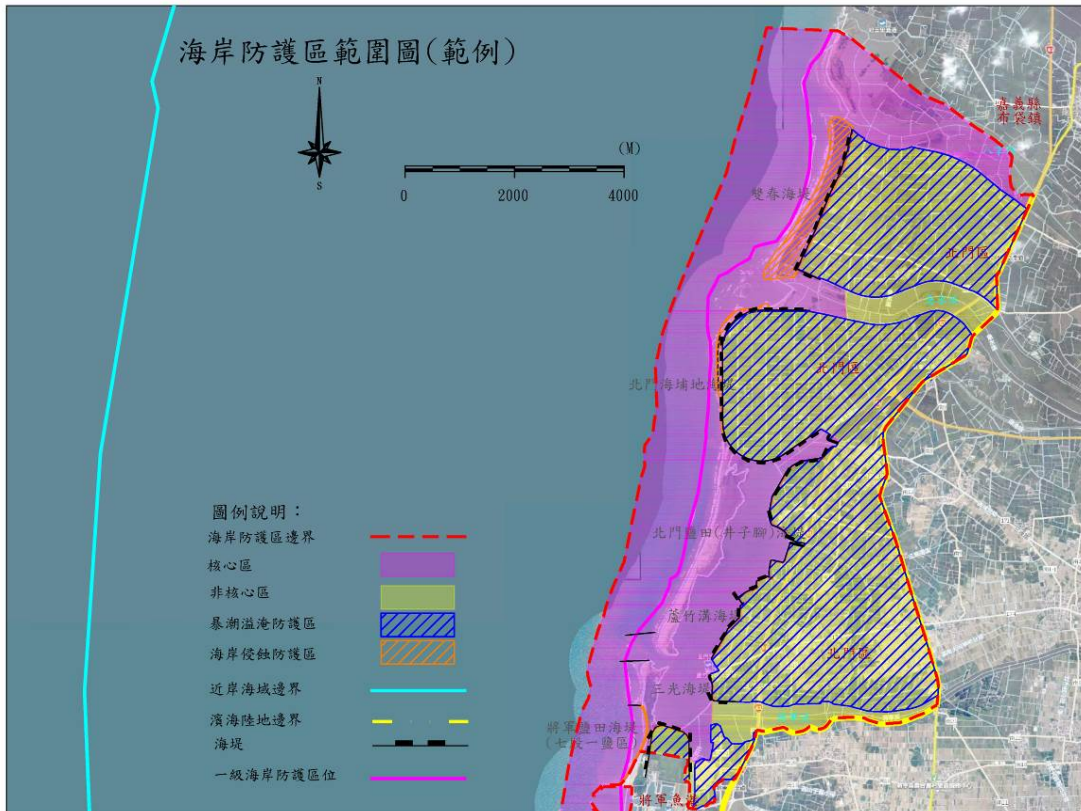 海岸防護區範圍圖(範例)
N
S
(M)
0 2000 4000
嘉義縣
布袋鎮
雙春海堤
北門區
北門區
北門海埔地海堤
北門鹽田(井子腳)海堤
蘆竹溝海堤
北門區
三光海堤
將軍鹽田海堤
(七股一鹽區
將軍魚港
圖例說明：
海岸防護區邊界
核心區
非核心區
暴潮溢淹防護區
海岸侵蝕防護區
近岸海域邊界
濱海陸地邊界
海堤
一級海岸防護區位